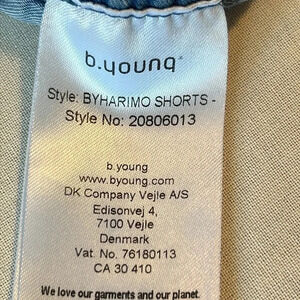 b.young
Style: BYHARIMO SHORTS -
Style No: 20806013
b.young
www.byoung.com
DK Company Vejle A/S
Edisonvej 4,
7100 Vejle
Denmark
Vat. No. 76180113
CA 30 410
We love our garments and our planet.